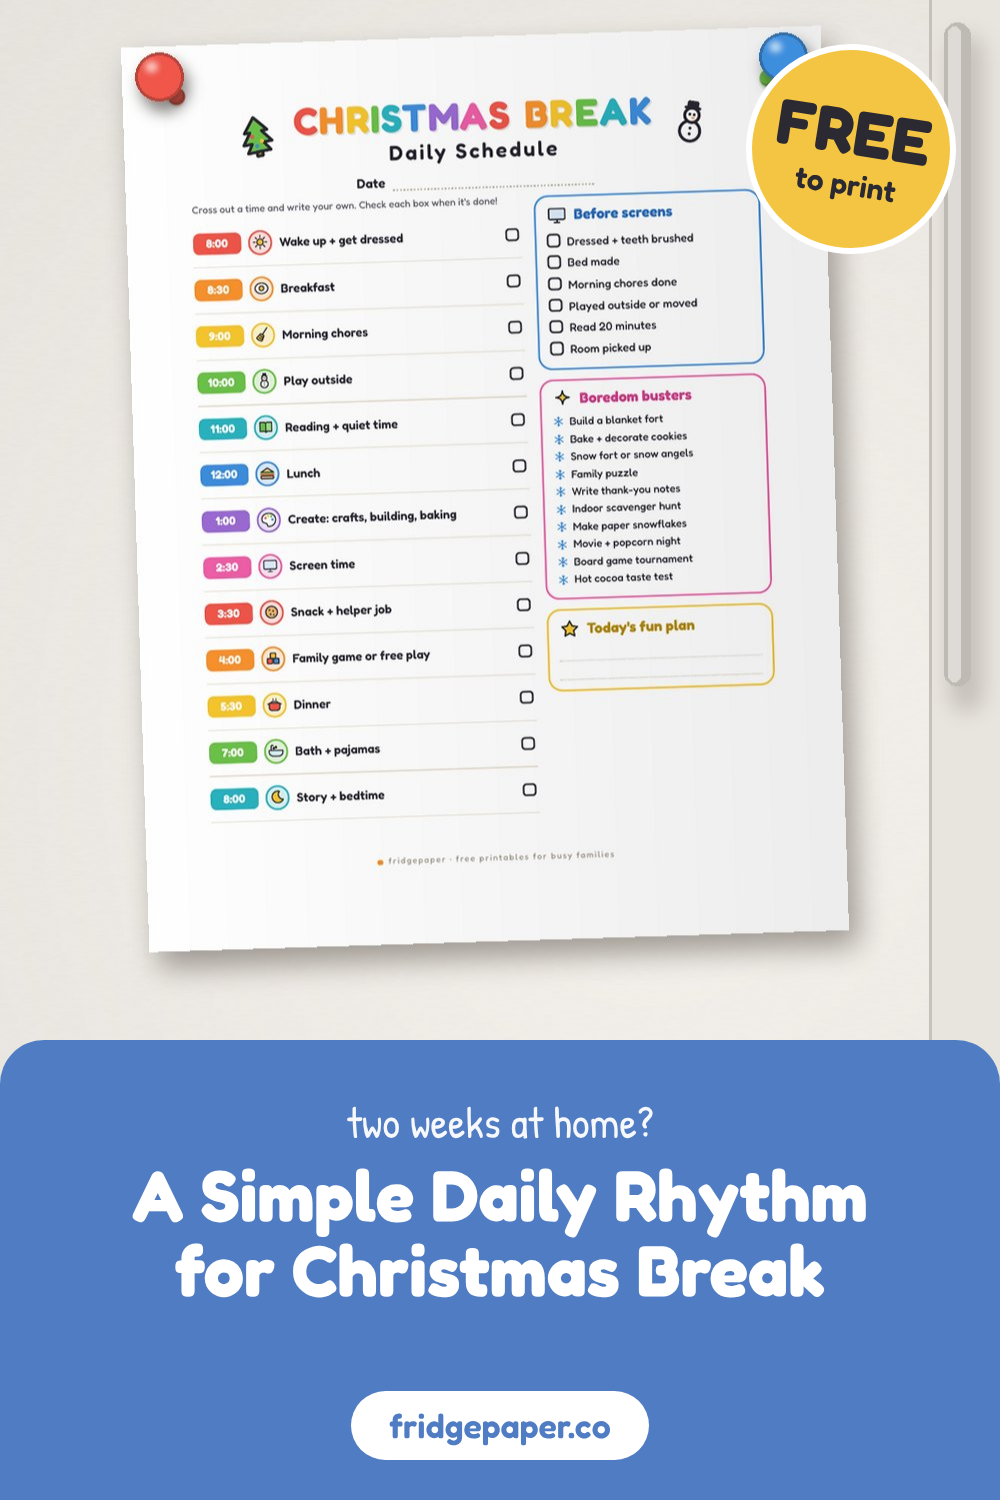 FREE
to print
CHRISTMAS BREAK
Daily Schedule
Date
Cross out a time and write your own. Check each box when it's done!
8:00 Wake up + get dressed
8:30 Breakfast
9:00 Morning chores
10:00 Play outside
11:00 Reading + quiet time
12:00 Lunch
1:00 Create: crafts, building, baking
2:30 Screen time
3:30 Snack + helper job
4:00 Family game or free play
5:30 Dinner
7:00 Bath + pajamas
8:00 Story + bedtime
Before screens
Dressed + teeth brushed
Bed made
Morning chores done
Played outside or moved
Read 20 minutes
Room picked up
Boredom busters
Build a blanket fort
Bake + decorate cookies
Snow fort or snow angels
Family puzzle
Write thank-you notes
Indoor scavenger hunt
Make paper snowflakes
Movie + popcorn night
Board game tournament
Hot cocoa taste test
Today's fun plan
fridgepaper · free printables for busy families
two weeks at home?
A Simple Daily Rhythm
for Christmas Break
fridgepaper.co